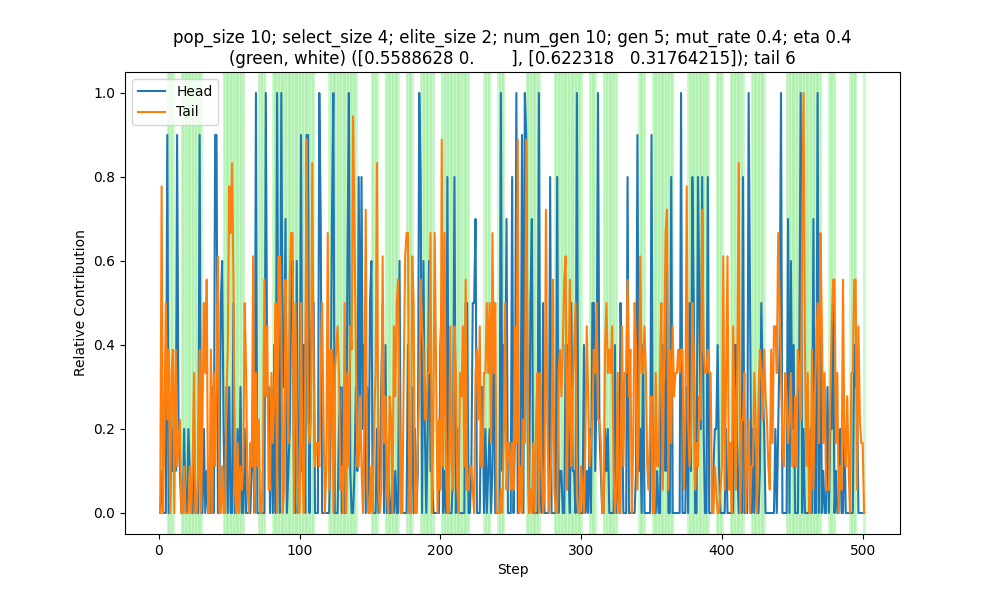 pop_size 10; select_size 4; elite_size 2; num_gen 10; gen 5; mut_rate 0.4; eta 0.4
(green, white) ([0.5588628 0.        ], [0.622318   0.31764215]); tail 6
Head
Tail
1.0
0.8
0.6
0.4
0.2
0.0
Relative Contribution
0 100 200 300 400 500
Step